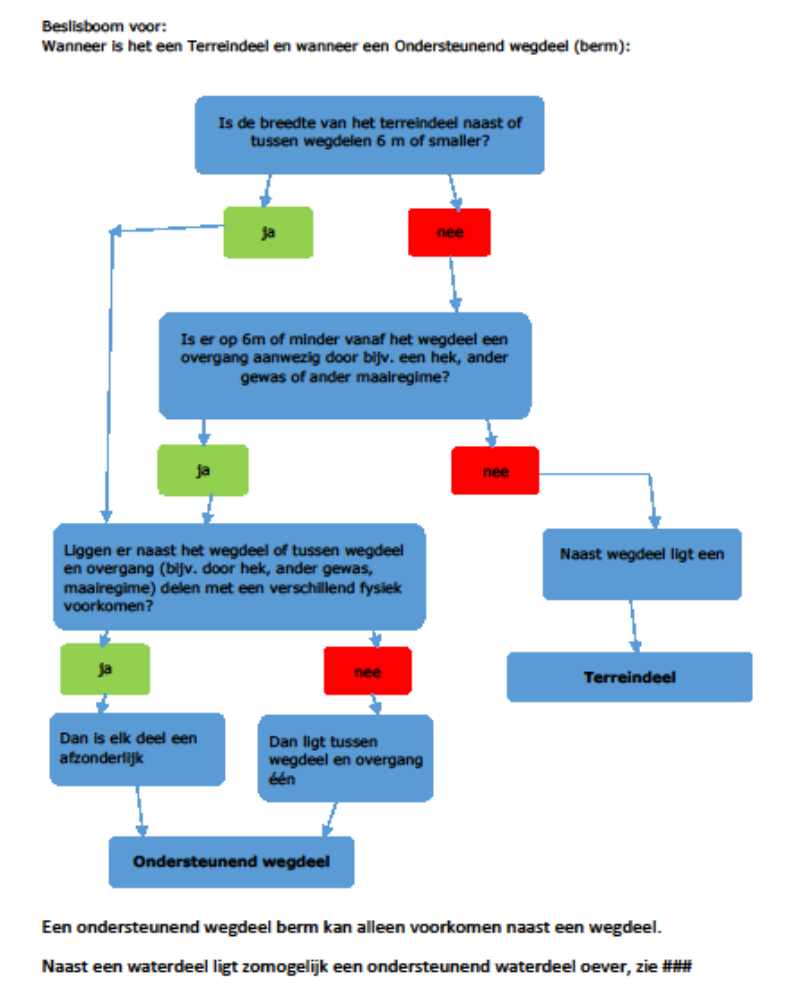 Beslisboom voor:
Wanneer is het een Terreindeel en wanneer een Ondersteunend wegdeel (berm):
Is de breedte van het terreindeel naast of
tussen wegdelen 6 m of smaller?
ja
nee
Is er op 6m of minder vanaf het wegdeel een
overgang aanwezig door bijv. een hek, ander
gewas of ander maairegime?
ja
nee
Liggen er naast het wegdeel of tussen wegdeel
en overgang (bijv. door hek, ander gewas,
maairegime) delen met een verschillend fysiek
voorkomen?
Naast wegdeel ligt een
ja
nee
Terreindeel
Dan is elk deel een
afzonderlijk
Dan ligt tussen
wegdeel en overgang
één
Ondersteunend wegdeel
Een ondersteunend wegdeel berm kan alleen voorkomen naast een wegdeel.
Naast een waterdeel ligt zomogelijk een ondersteunend waterdeel oever, zie ###